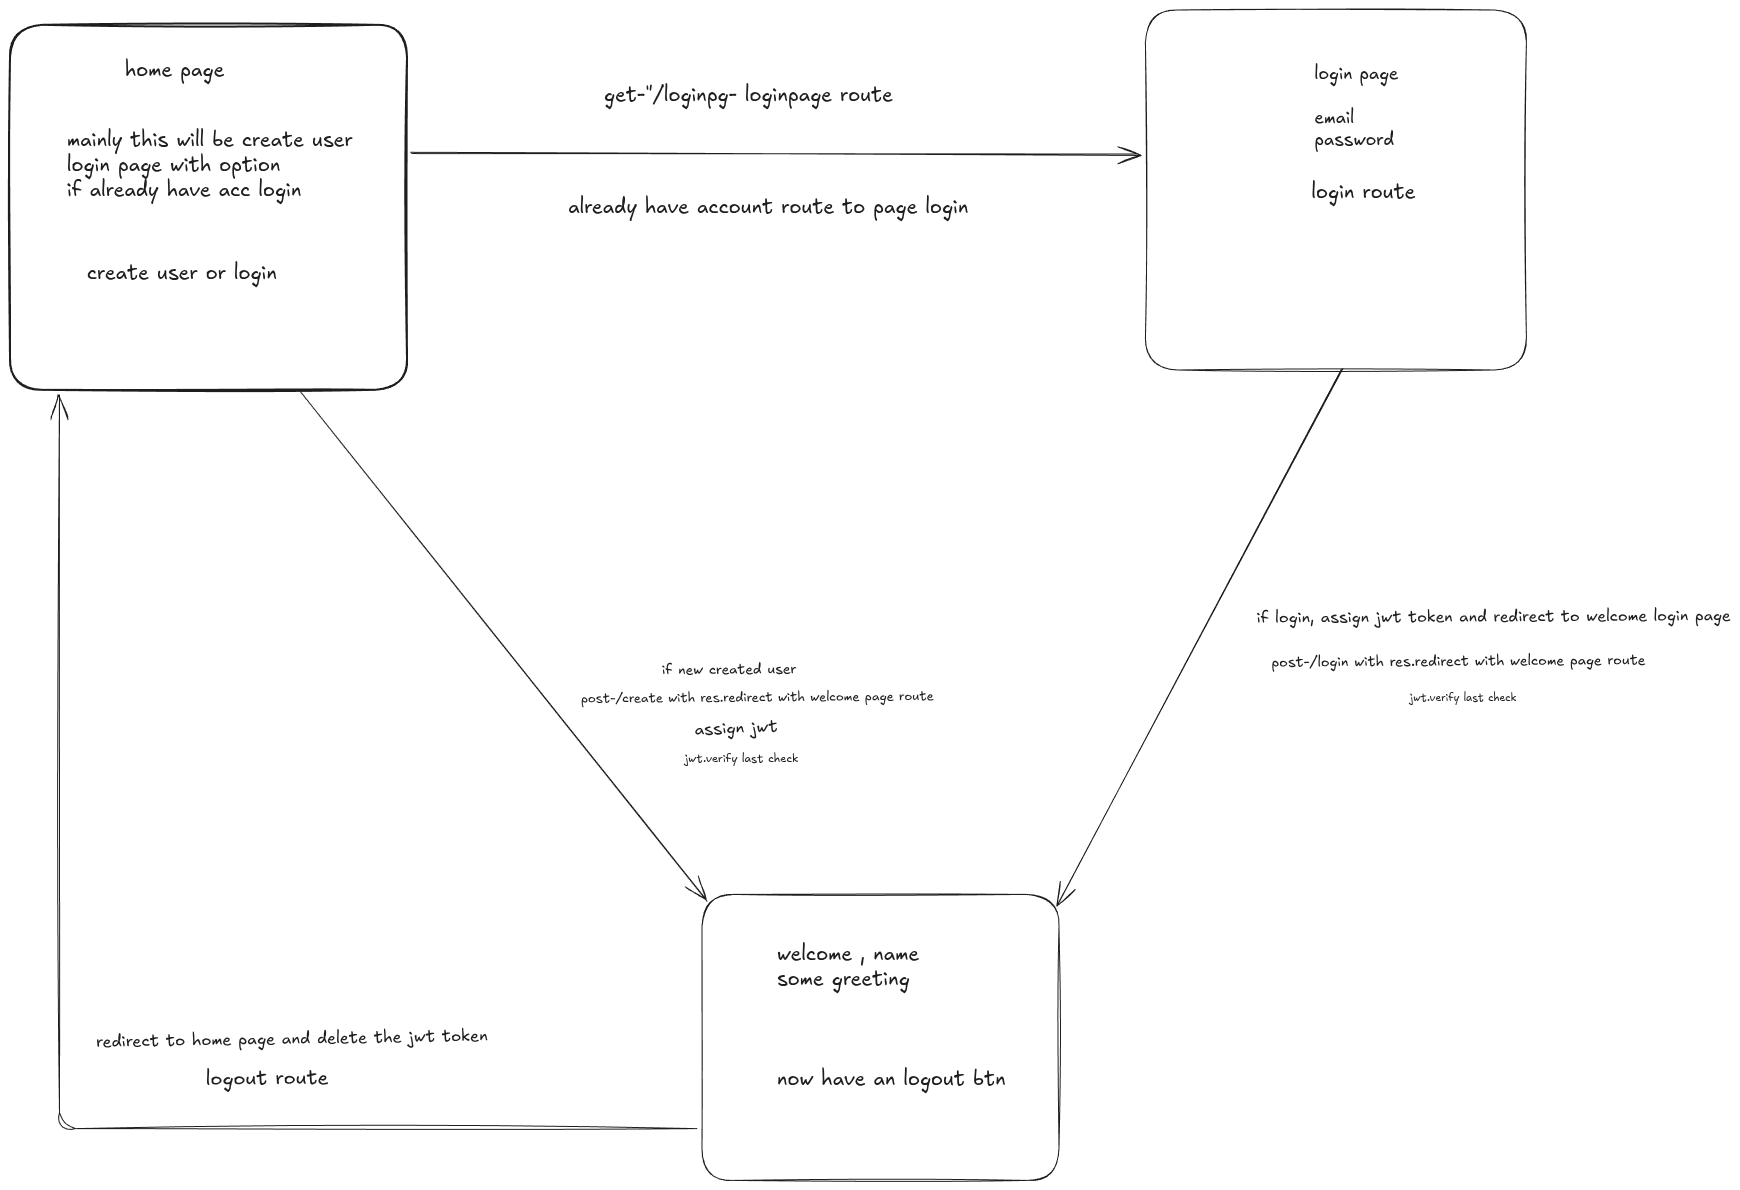 home page
mainly this will be create user
login page with option
if already have acc login
create user or login
get-"/loginpg- loginpage route
already have account route to page login
login page
email
password
login route
if login, assign jwt token and redirect to welcome login page
post-/login with res.redirect with welcome page route
jwt.verify last check
if new created user
post-/create with res.redirect with welcome page route
assign jwt
jwt.verify last check
welcome , name
some greeting
now have an logout btn
redirect to home page and delete the jwt token
logout route